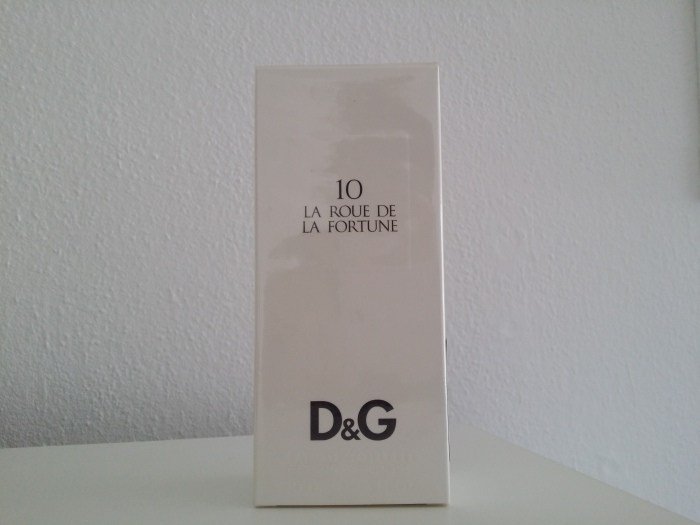 10
LA ROUE DE
LA FORTUNE
D&G